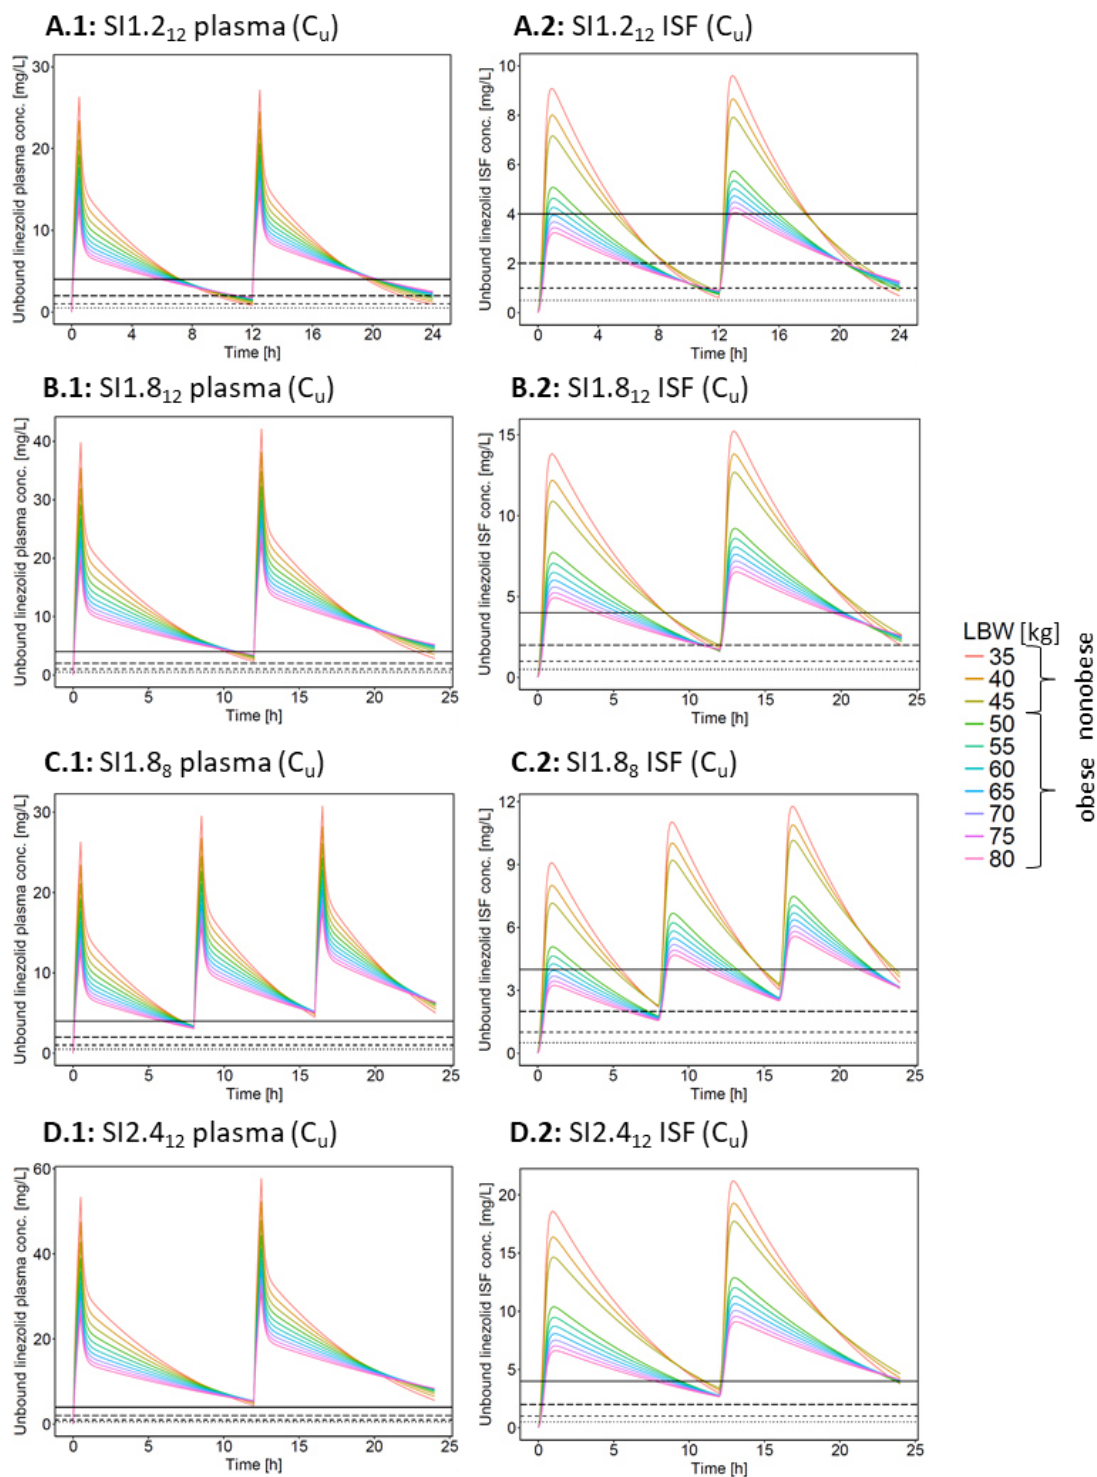 A.1: SI1.2₁₂ plasma (Cᵤ)
Unbound linezolid plasma conc. [mg/L]
30
20
10
0
0 4 8 12 16 20 24
Time [h]
A.2: SI1.2₁₂ ISF (Cᵤ)
Unbound linezolid ISF conc. [mg/L]
10
8
6
4
2
0
0 4 8 12 16 20 24
Time [h]
B.1: SI1.8₁₂ plasma (Cᵤ)
Unbound linezolid plasma conc. [mg/L]
40
30
20
10
0
0 5 10 15 20 25
Time [h]
B.2: SI1.8₁₂ ISF (Cᵤ)
Unbound linezolid ISF conc. [mg/L]
15
10
5
0
0 5 10 15 20 25
Time [h]
LBW [kg]
35
40
45
50
55
60
65
70
75
80
nonobese
obese
C.1: SI1.8₈ plasma (Cᵤ)
Unbound linezolid plasma conc. [mg/L]
30
20
10
0
0 5 10 15 20 25
Time [h]
C.2: SI1.8₈ ISF (Cᵤ)
Unbound linezolid ISF conc. [mg/L]
12
9
6
3
0
0 5 10 15 20 25
Time [h]
D.1: SI2.4₁₂ plasma (Cᵤ)
Unbound linezolid plasma conc. [mg/L]
60
40
20
0
0 5 10 15 20 25
Time [h]
D.2: SI2.4₁₂ ISF (Cᵤ)
Unbound linezolid ISF conc. [mg/L]
20
15
10
5
0
0 5 10 15 20 25
Time [h]